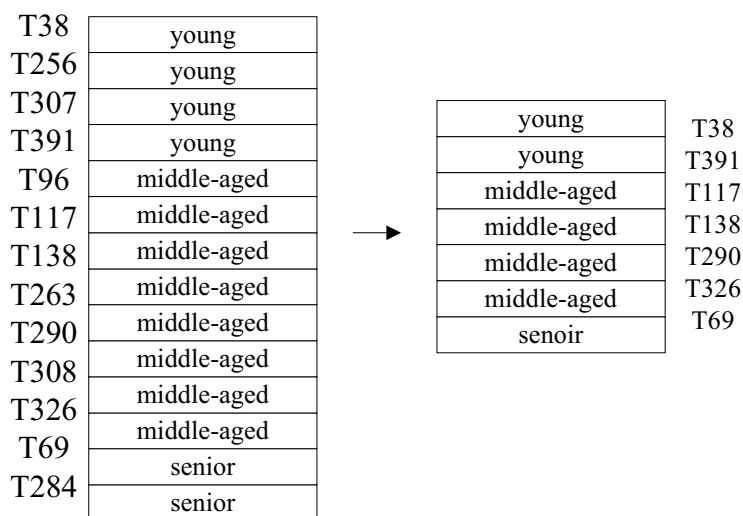 T38
T256
T307
T391
T96
T117
T138
T263
T290
T308
T326
T69
T284
young
young
young
young
middle-aged
middle-aged
middle-aged
middle-aged
middle-aged
middle-aged
middle-aged
middle-aged
senior
senior
young
young
middle-aged
middle-aged
middle-aged
middle-aged
senoir
T38
T391
T117
T138
T290
T326
T69